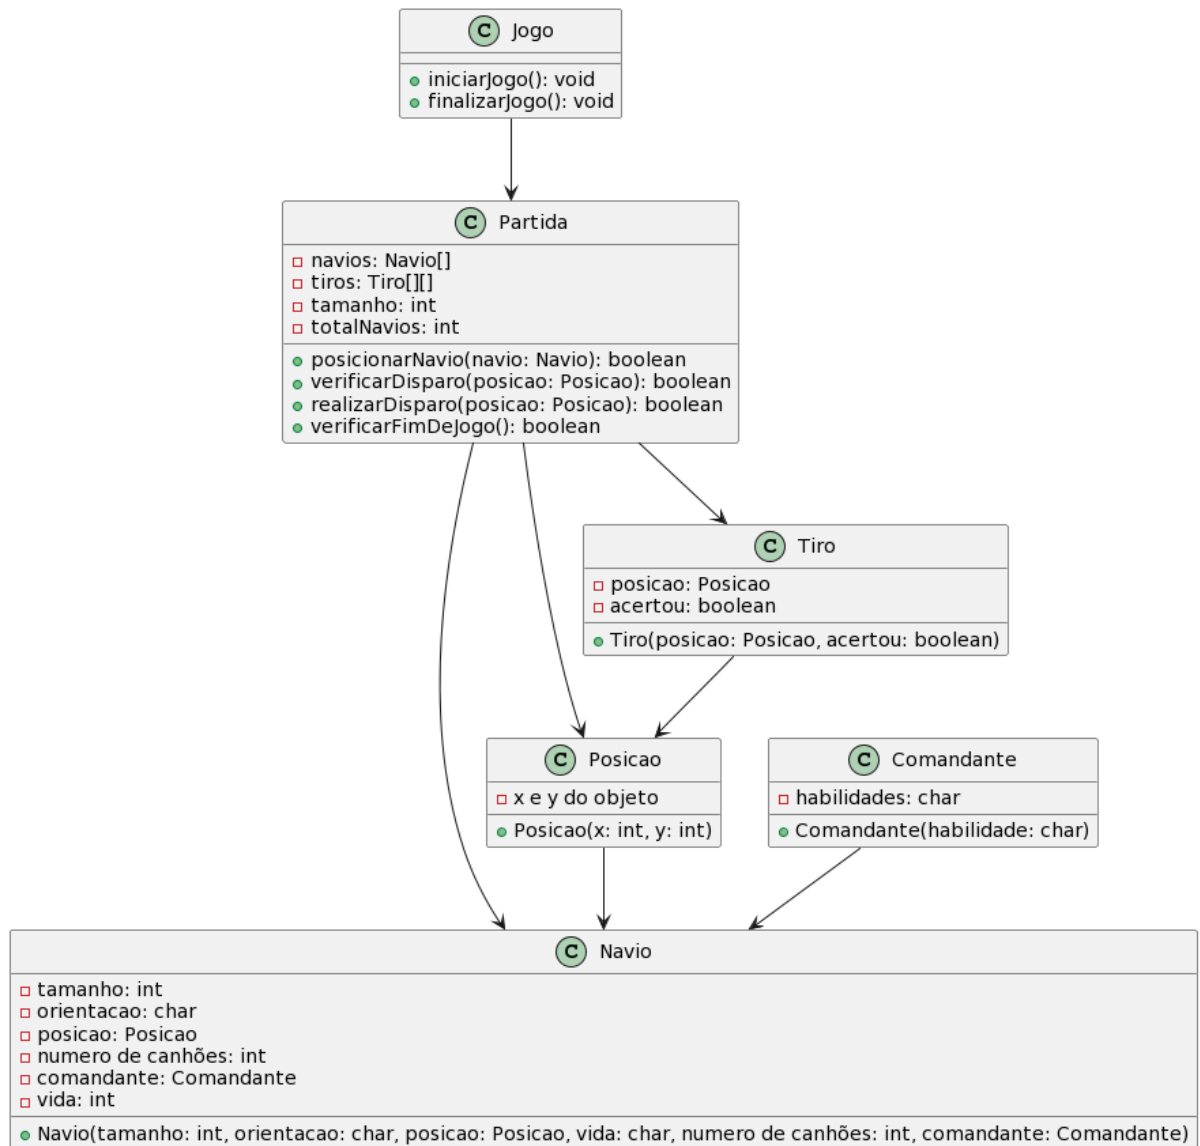 C Jogo
iniciarJogo(): void
finalizarJogo(): void
C Partida
navios: Navio[]
tiros: Tiro[][]
tamanho: int
totalNavios: int
posicionarNavio(navio: Navio): boolean
verificarDisparo(posicao: Posicao): boolean
realizarDisparo(posicao: Posicao): boolean
verificarFimDeJogo(): boolean
C Tiro
posicao: Posicao
acertou: boolean
Tiro(posicao: Posicao, acertou: boolean)
C Posicao
x e y do objeto
Posicao(x: int, y: int)
C Comandante
habilidades: char
Comandante(habilidade: char)
C Navio
tamanho: int
orientacao: char
posicao: Posicao
numero de canhões: int
comandante: Comandante
vida: int
Navio(tamanho: int, orientacao: char, posicao: Posicao, vida: char, numero de canhões: int, comandante: Comandante)